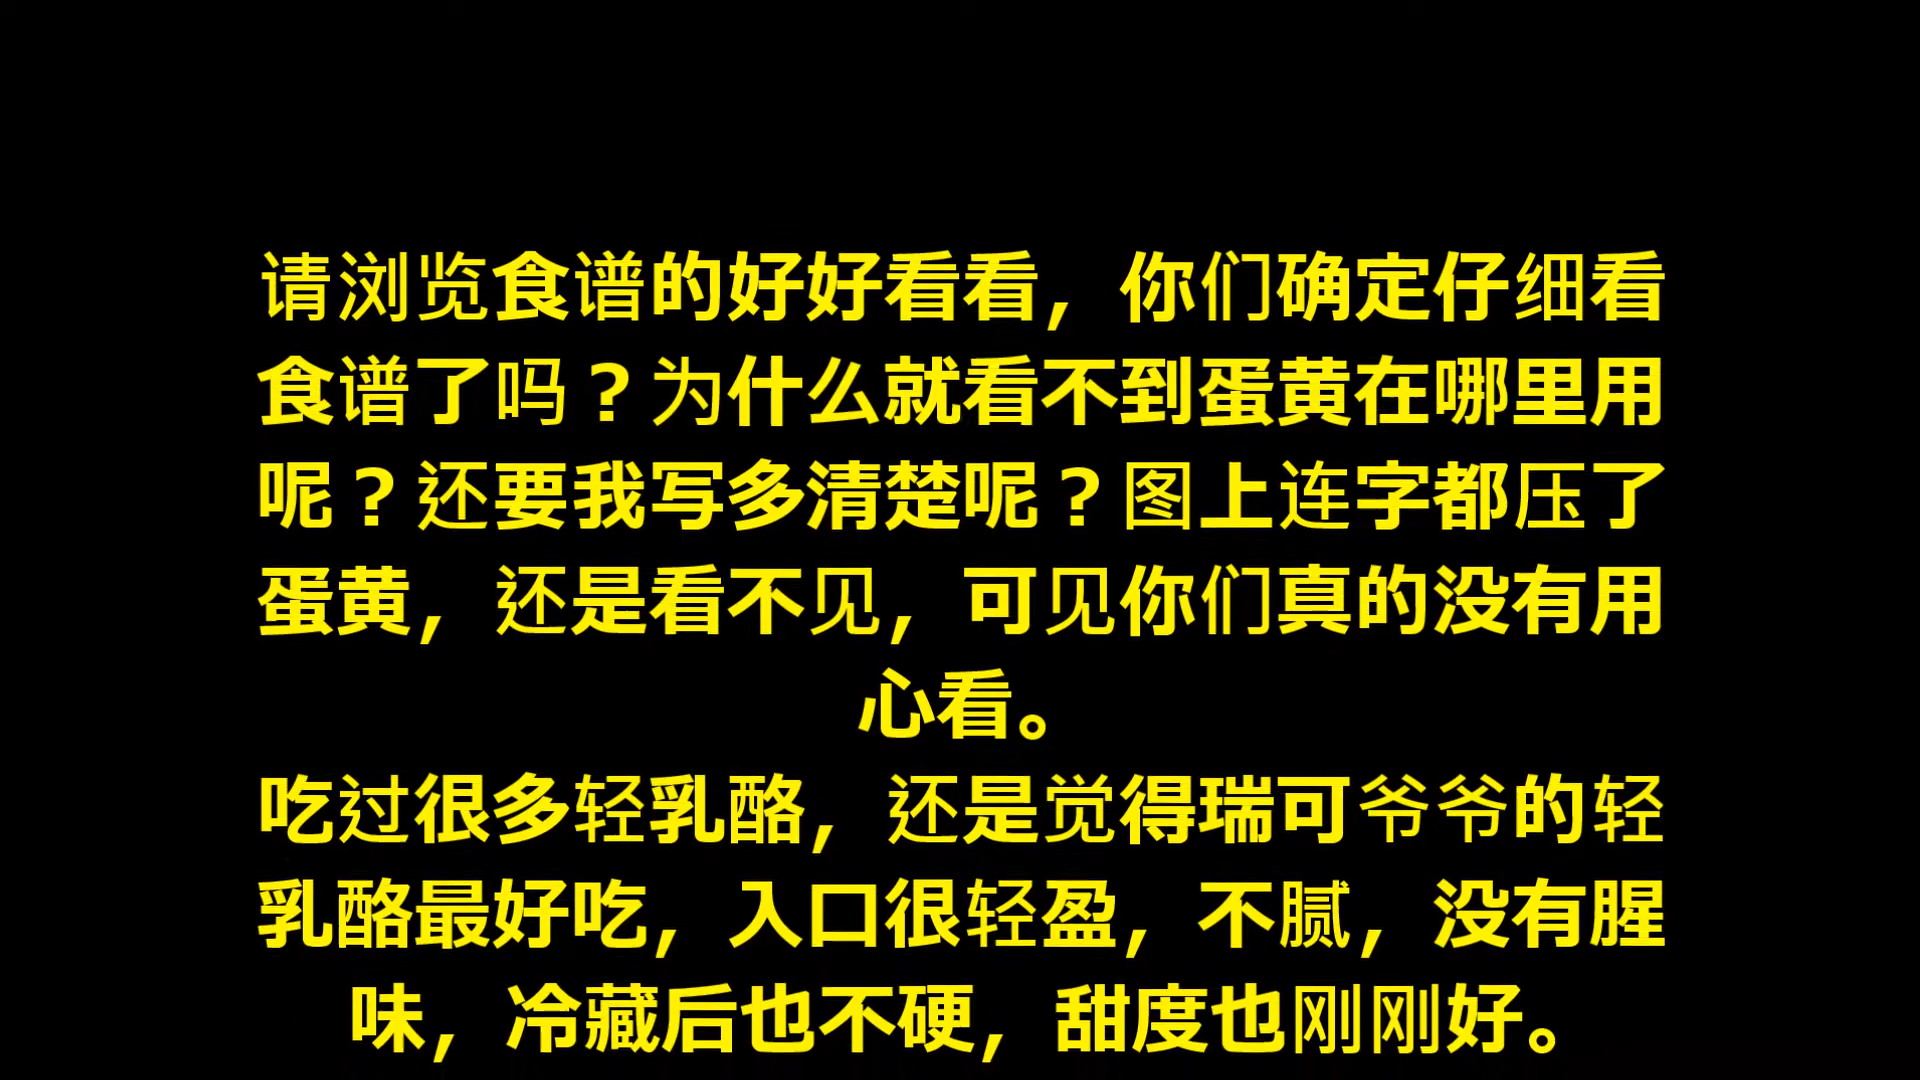 请浏览食谱的好好看看，你们确定仔细看
食谱了吗？为什么就看不到蛋黄在哪里用
呢？还要我写多清楚呢？图上连字都压了
蛋黄，还是看不见，可见你们真的没有用
心看。
吃过很多轻乳酪，还是觉得瑞可爷爷的轻
乳酪最好吃，入口很轻盈，不腻，没有腥
味，冷藏后也不硬，甜度也刚刚好。